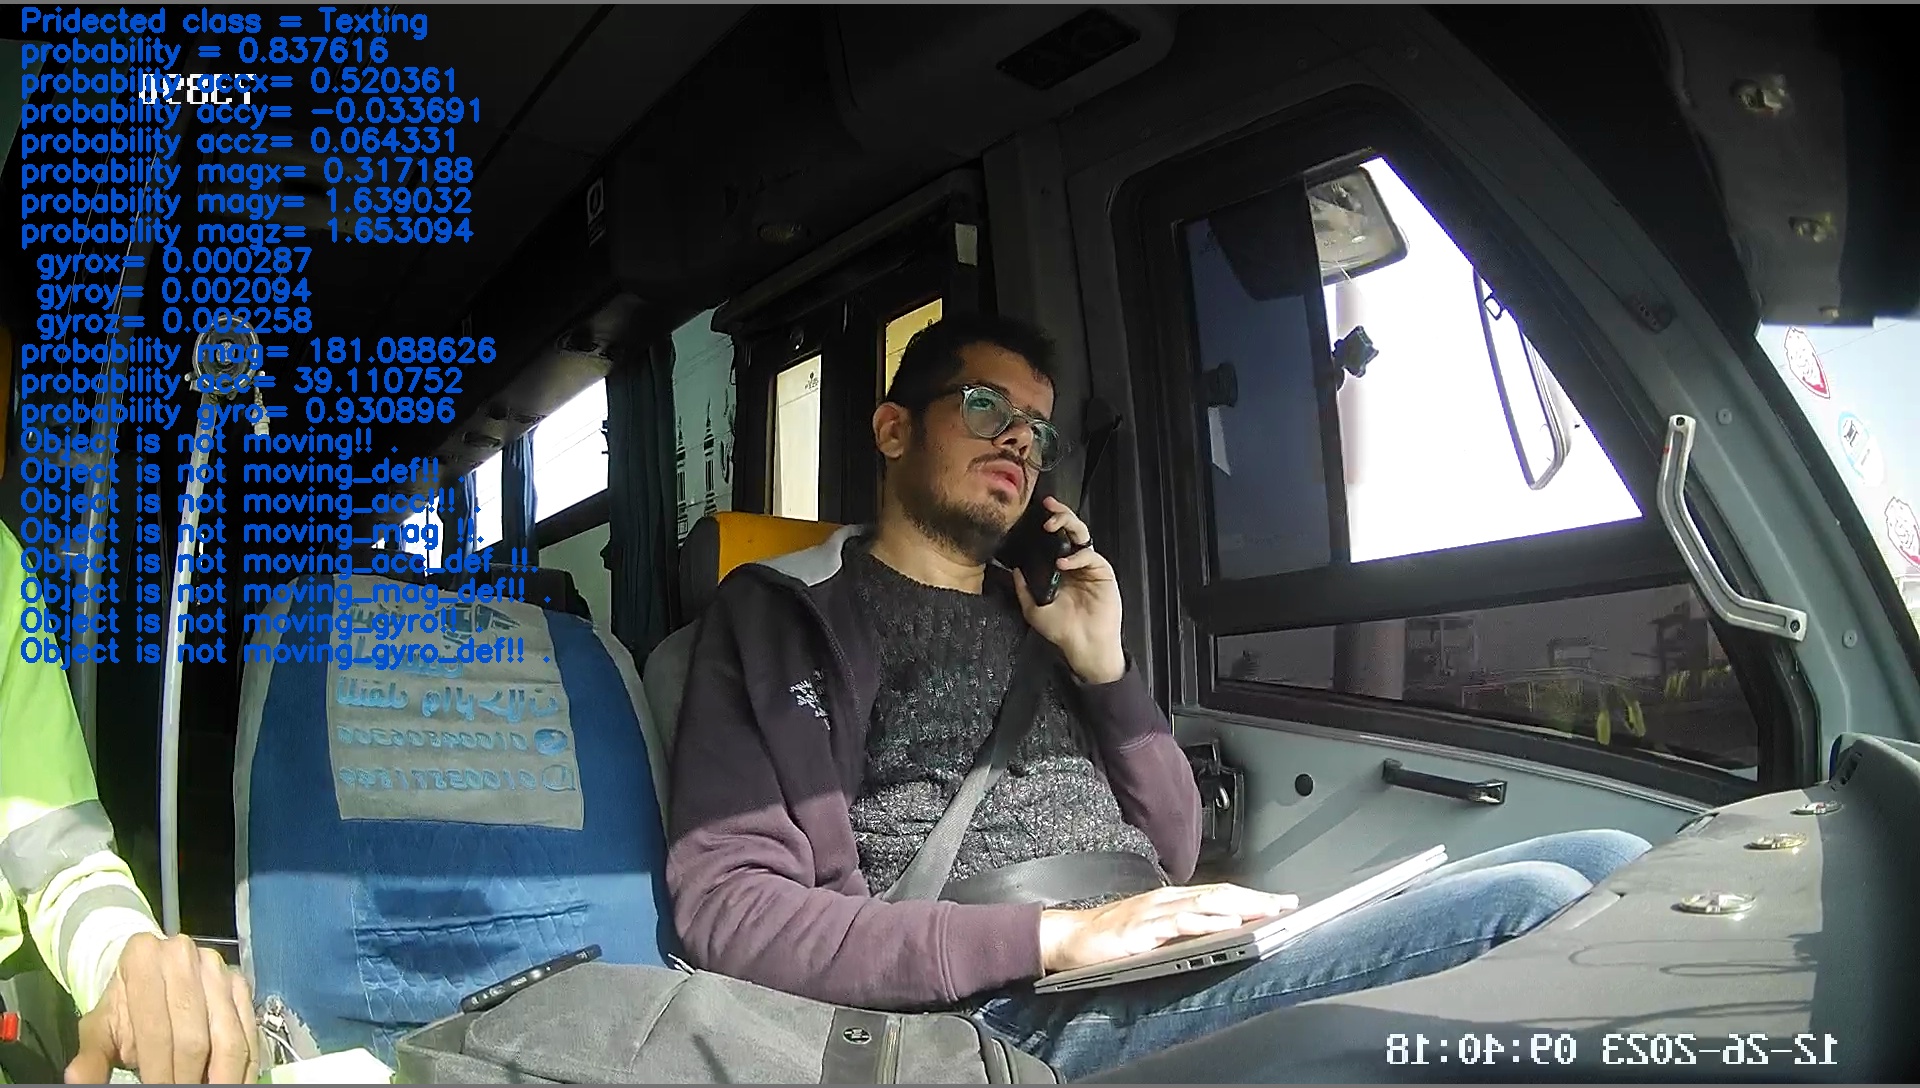 Pridected class = Texting
probability = 0.837616
probability accx= 0.520361
probability accy= -0.033691
probability accz= 0.064331
probability magx= 0.317188
probability magy= 1.639032
probability magz= 1.653094
gyrox= 0.000287
gyroy= 0.002094
gyroz= 0.002258
probability mag= 181.088626
probability acc= 39.110752
probability gyro= 0.930896
Object is not moving!! .
Object is not moving_def!! .
Object is not moving_acc!!! .
Object is not moving_mag !!.
Object is not moving_acc_def !!.
Object is not moving_mag_def!! .
Object is not moving_gyro!! .
Object is not moving_gyro_def!! .
12-26-2023 09:40:18